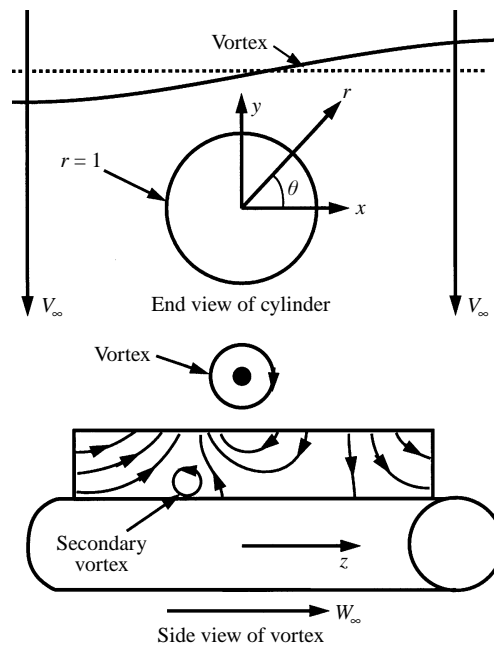 Vortex
y
r
r = 1
θ
x
V∞
End view of cylinder
V∞
Vortex
Secondary
vortex
z
W∞
Side view of vortex